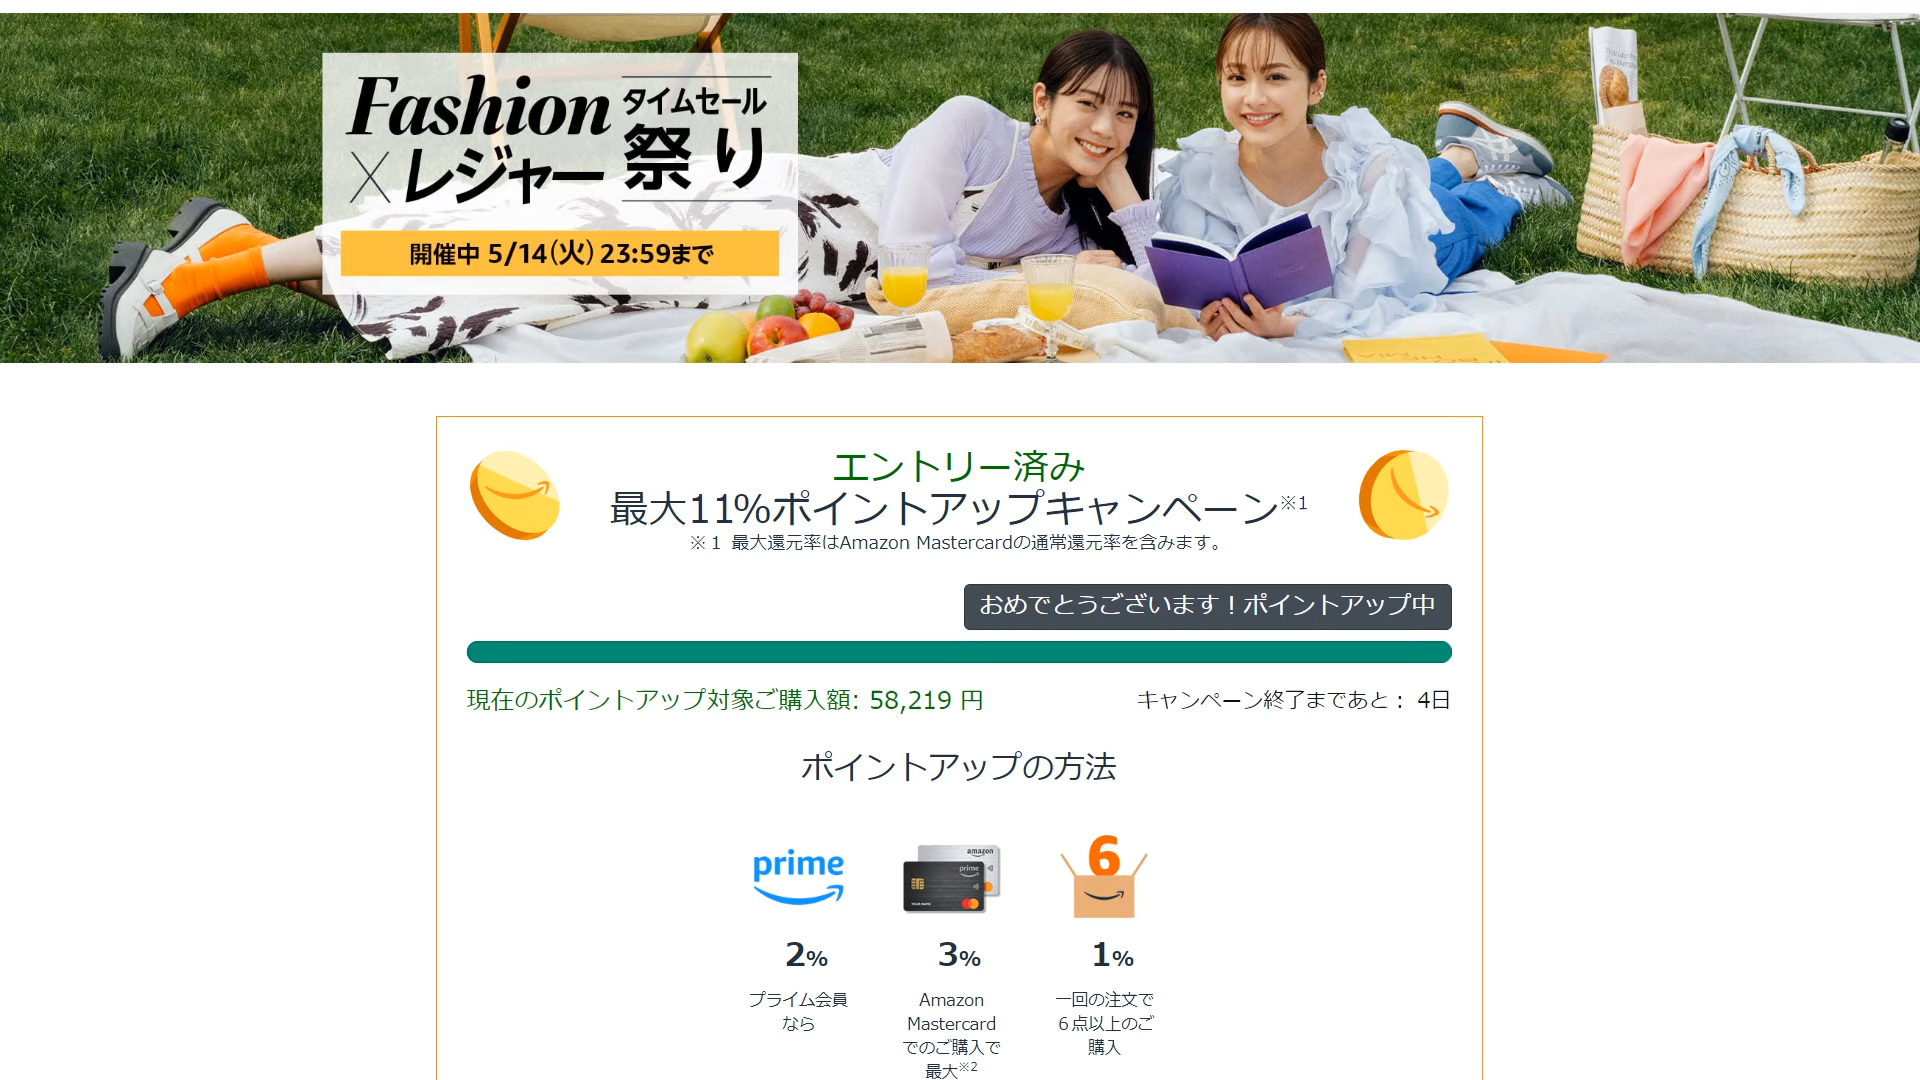 Fashion
×レジャー
タイムセール
祭り
開催中 5/14(火) 23:59まで
エントリー済み
最大11%ポイントアップキャンペーン※1
※１ 最大還元率はAmazon Mastercardの通常還元率を含みます。
おめでとうございます！ポイントアップ中
現在のポイントアップ対象ご購入額: 58,219 円
キャンペーン終了まであと： 4日
ポイントアップの方法
prime
amazon
prime
6
2%
3%
1%
プライム会員
なら
Amazon
Mastercard
でのご購入で
最大※2
一回の注文で
６点以上のご
購入